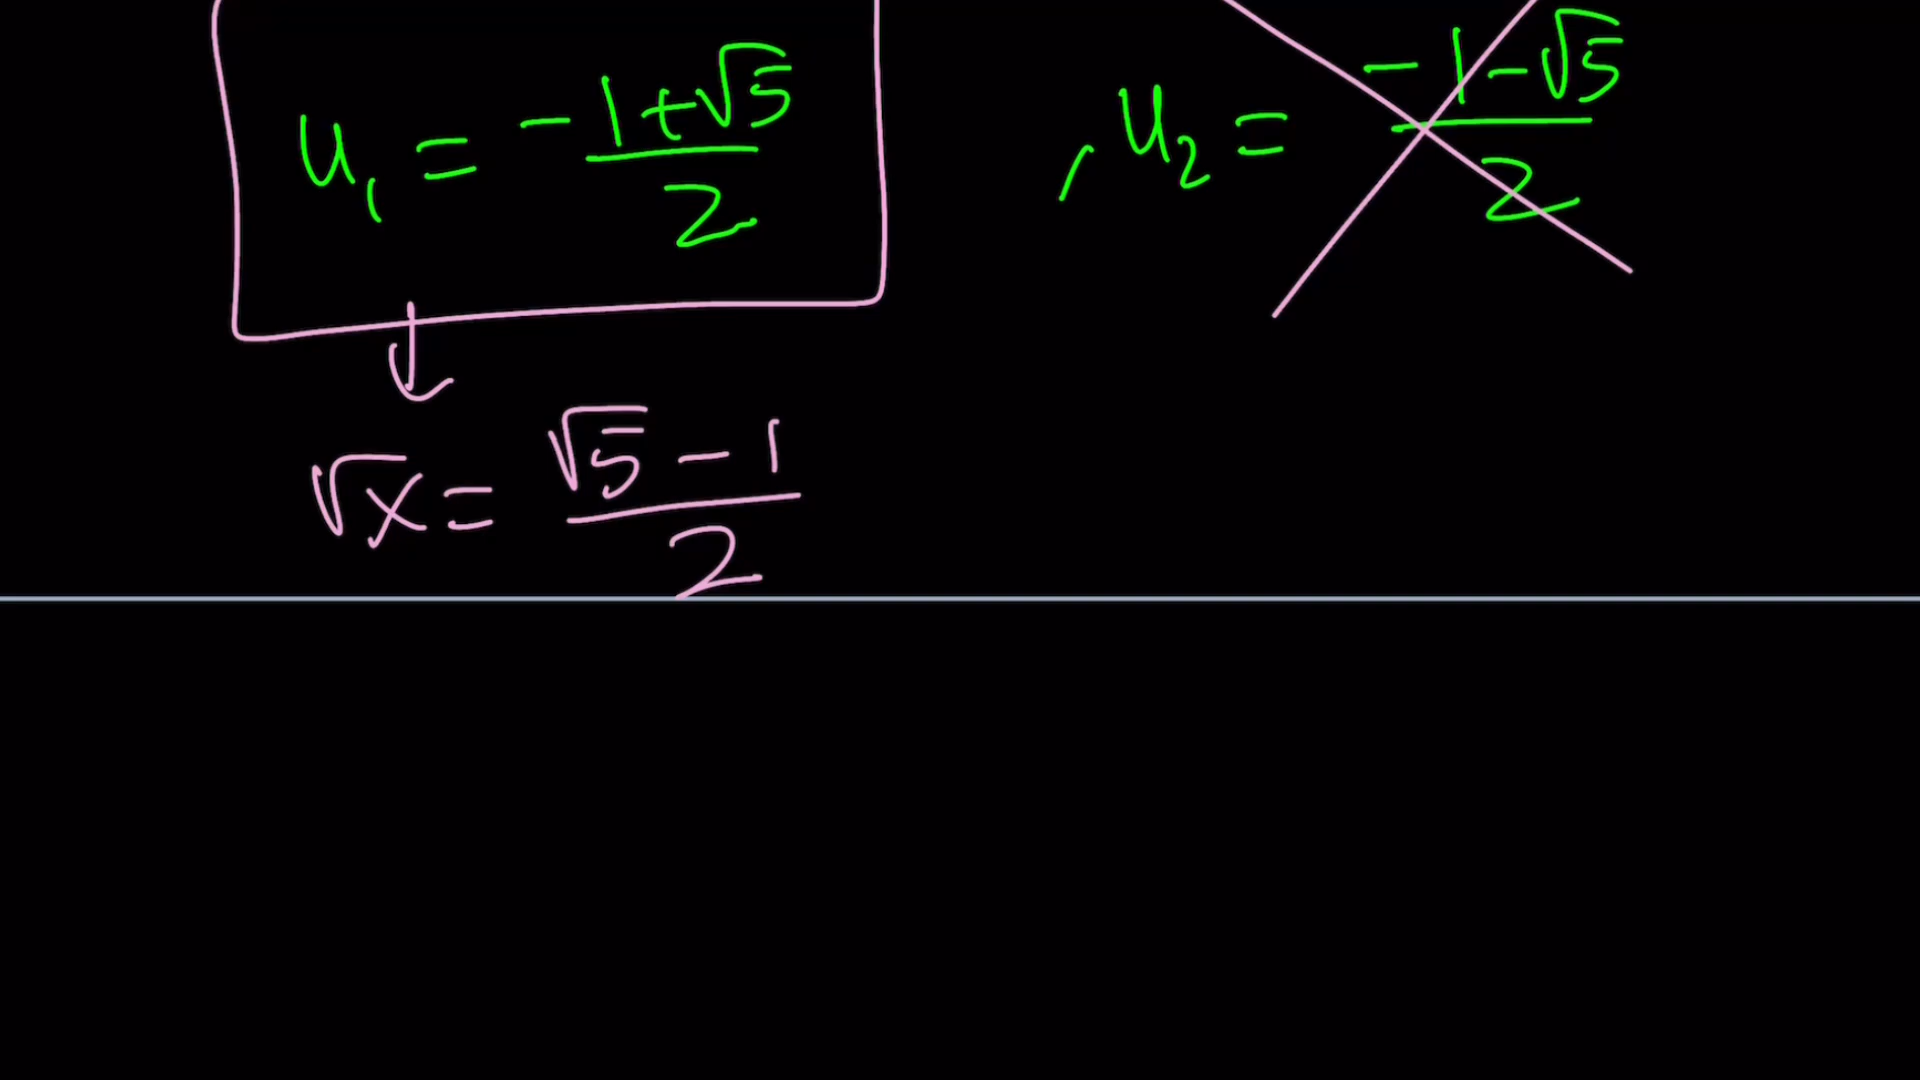 u₁ = (-1+√5)/2 , u₂ = (-1-√5)/2
√x = (√5 - 1)/2